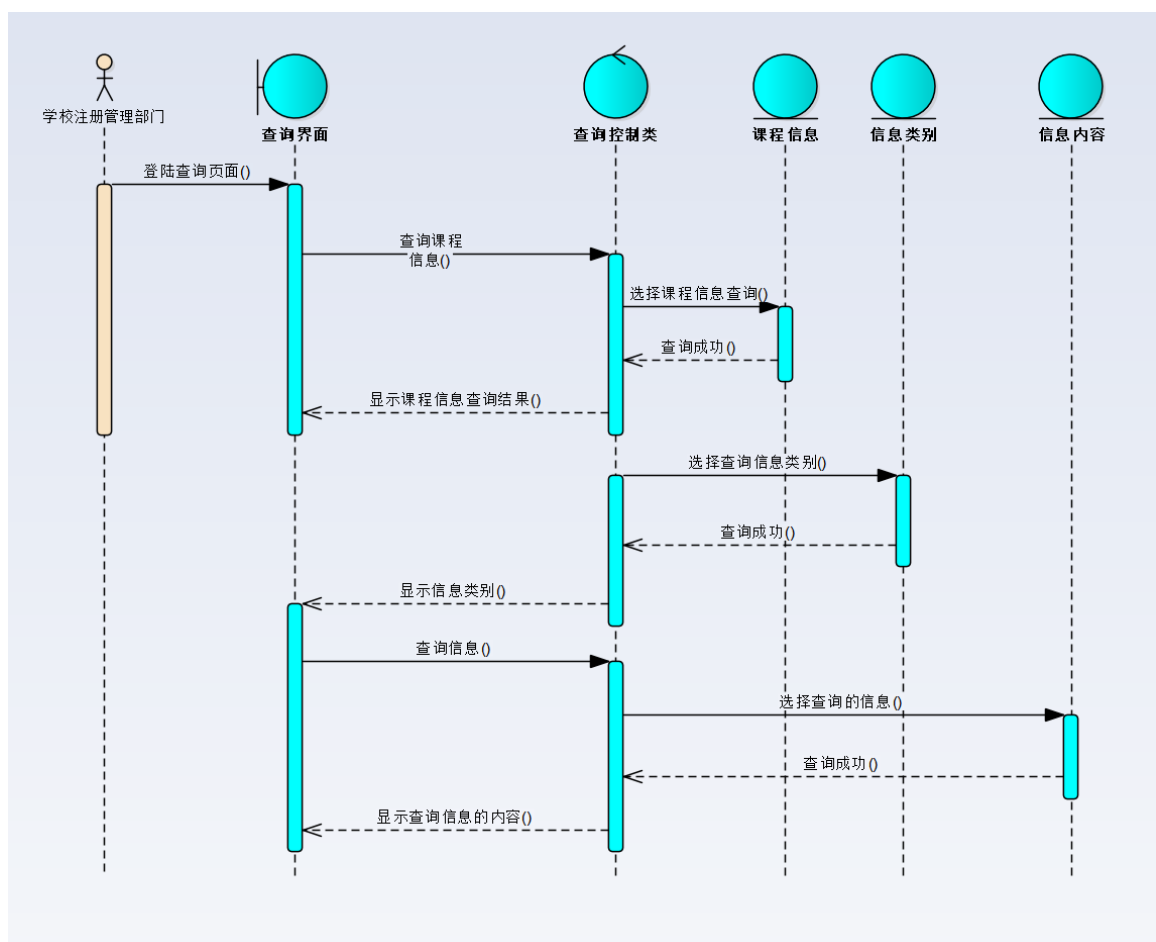 学校注册管理部门
查询界面
查询控制类
课程信息
信息类别
信息内容
登陆查询页面()
查询课程
信息()
选择课程信息查询()
查询成功()
显示课程信息查询结果()
选择查询信息类别()
查询成功()
显示信息类别()
查询信息()
选择查询的信息()
查询成功()
显示查询信息的内容()